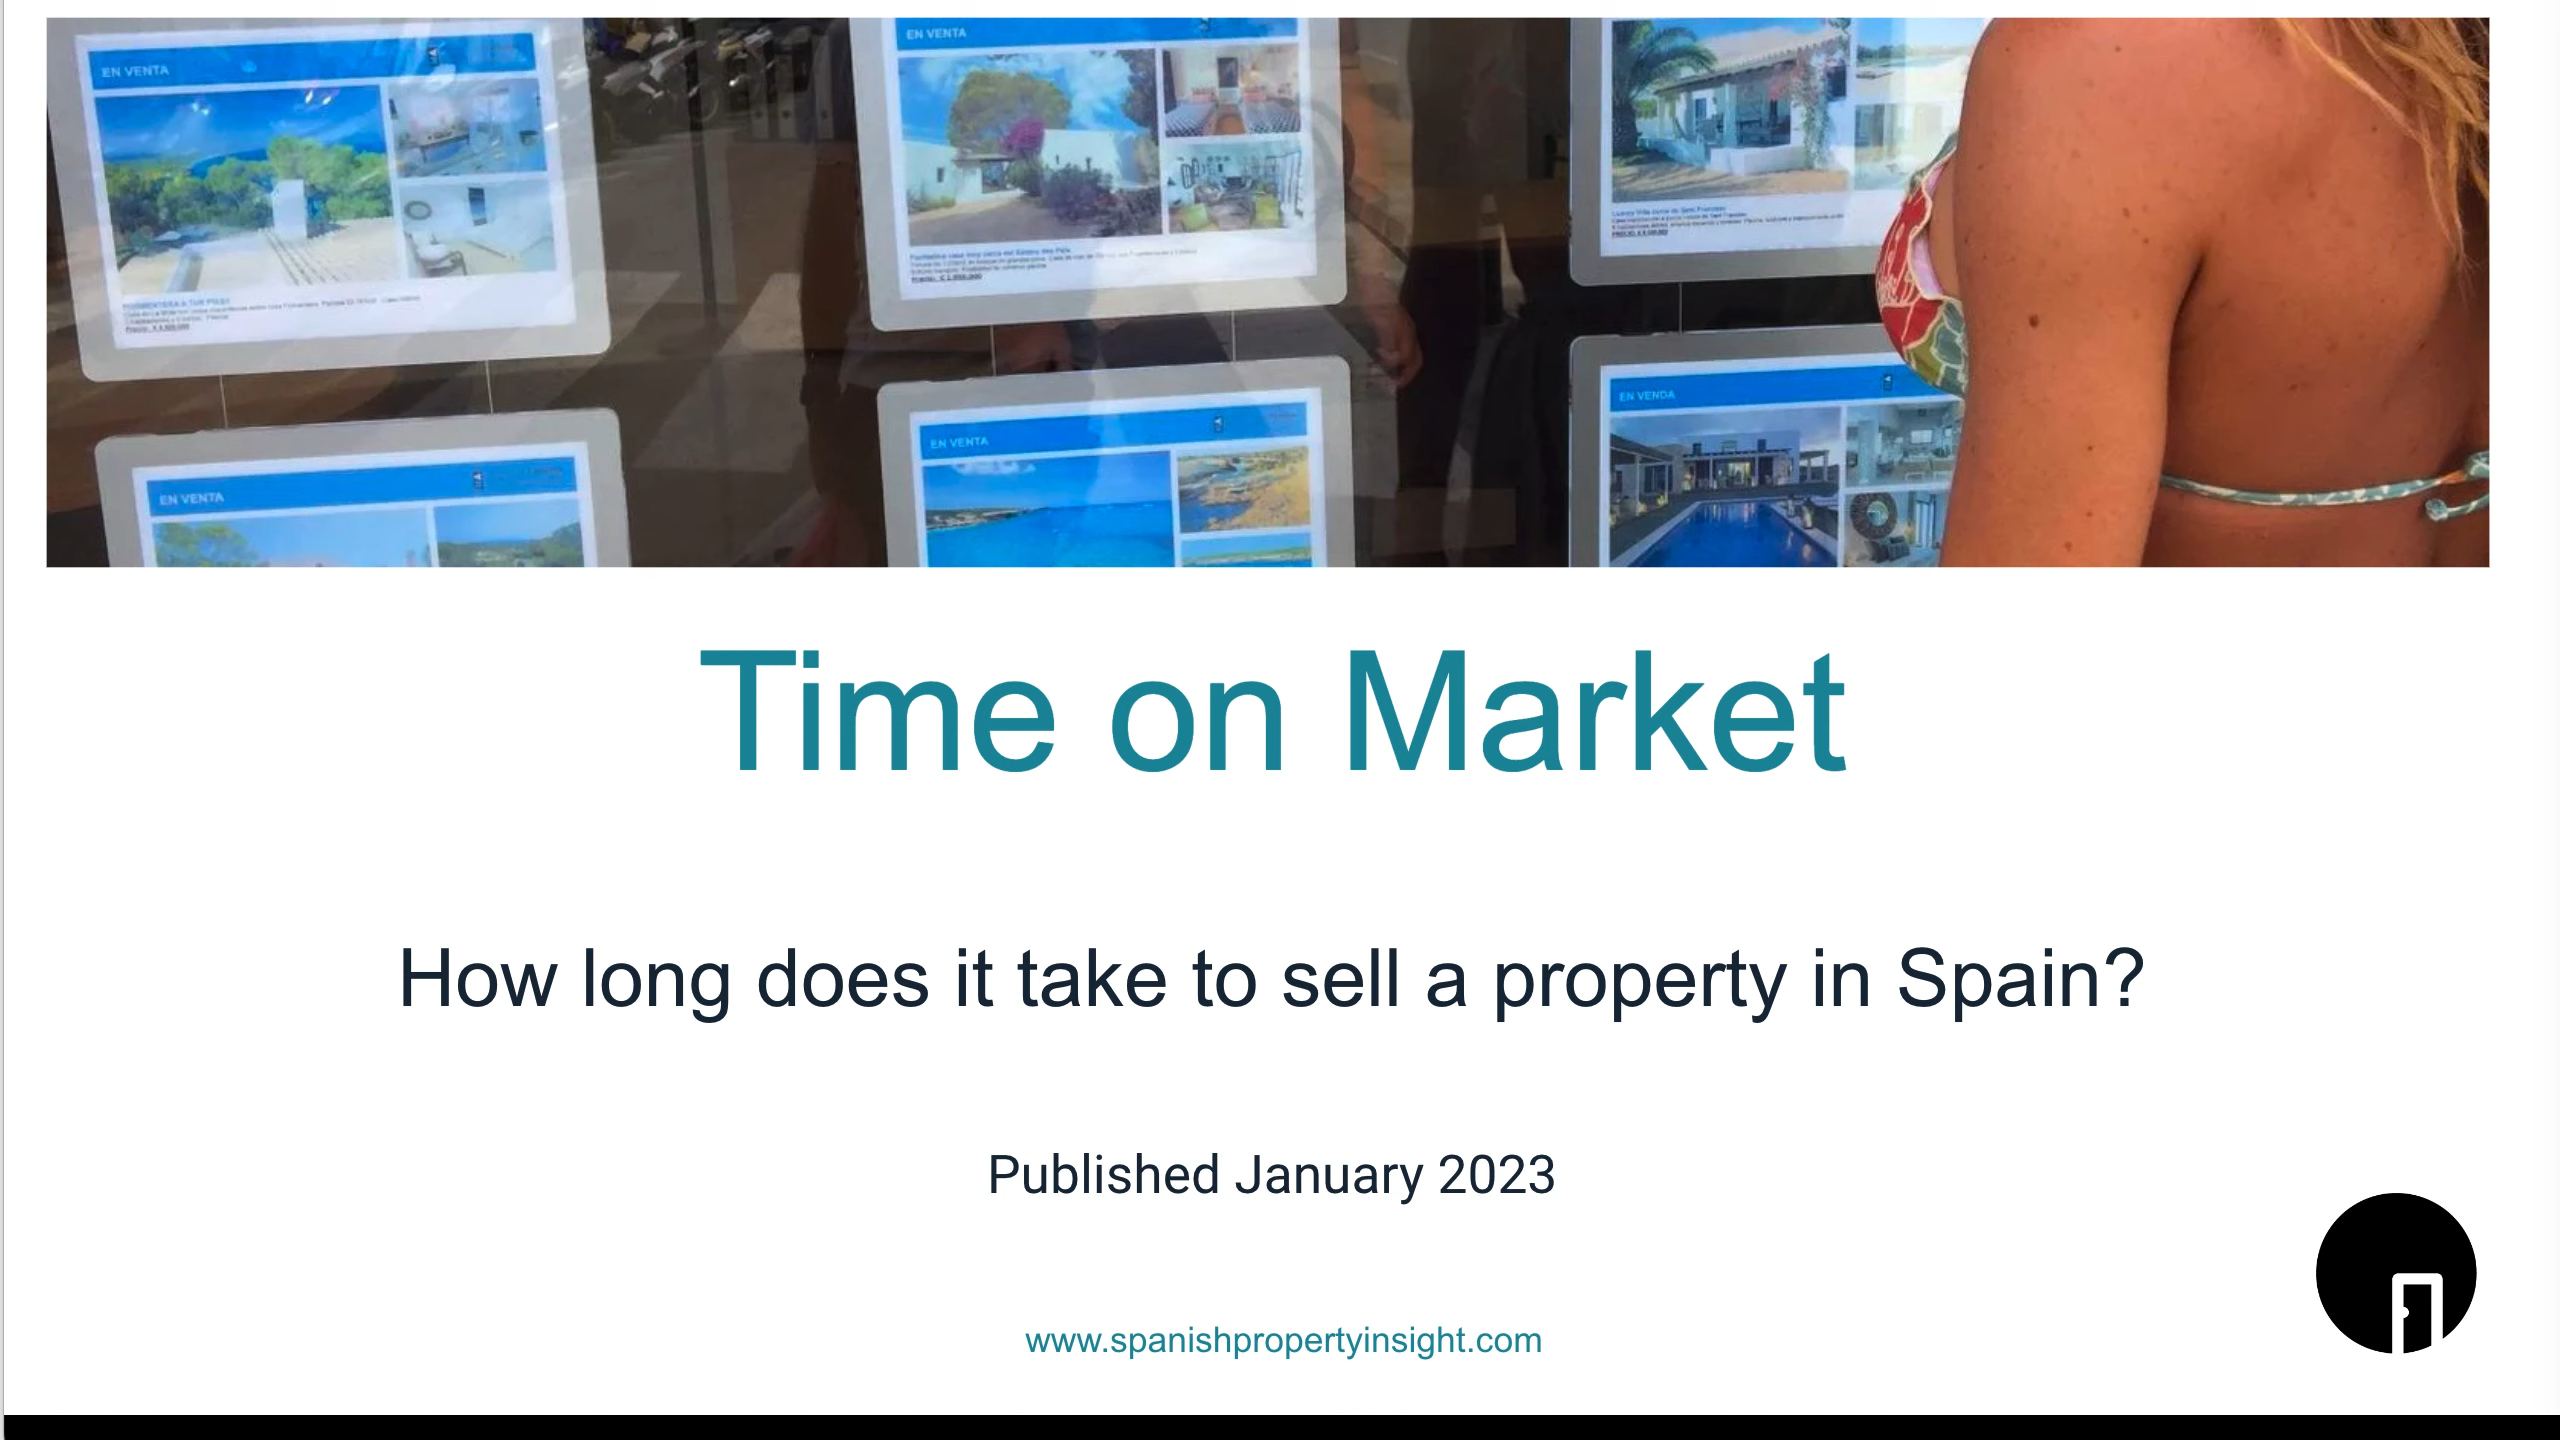 EN VENTA
EN VENTA
EN VENTA
EN VENTA
EN VENDA
Time on Market
How long does it take to sell a property in Spain?
Published January 2023
www.spanishpropertyinsight.com